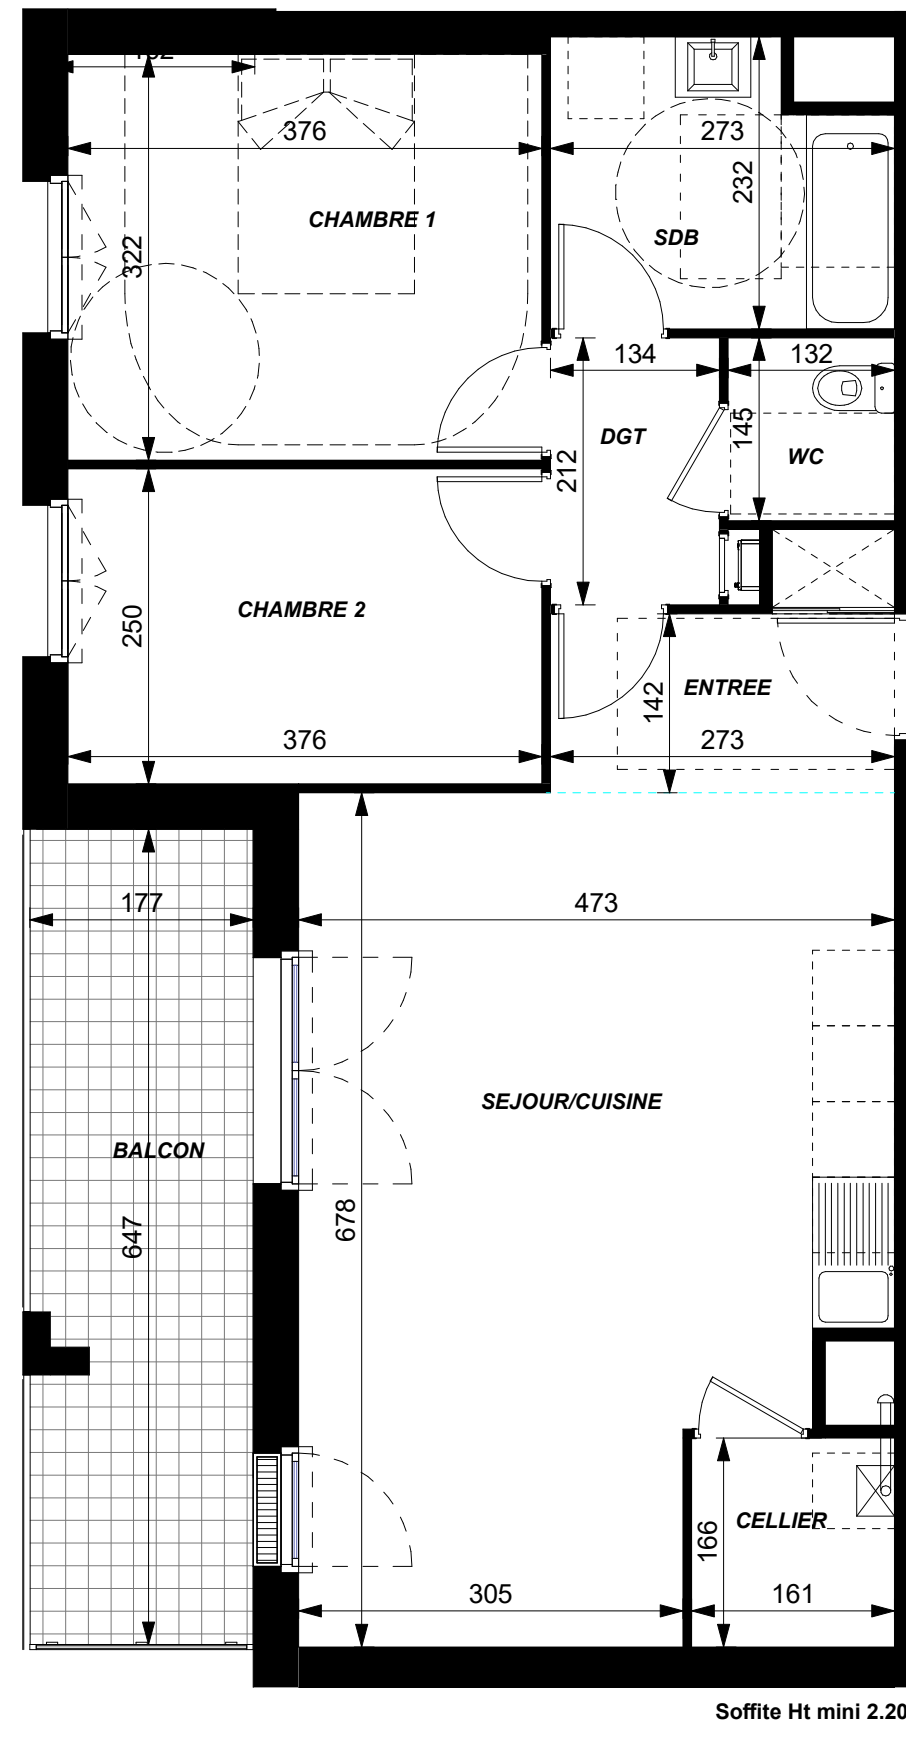 376
273
232
CHAMBRE 1
SDB
322
134
132
145
DGT
WC
212
CHAMBRE 2
250
ENTREE
142
376
273
177
473
SEJOUR/CUISINE
BALCON
647
678
CELLIER
166
305
161
Soffite Ht mini 2.20